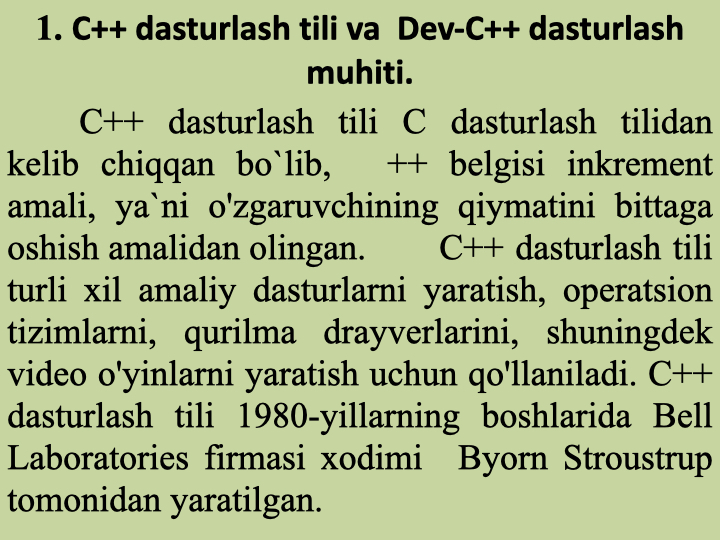 1. C++ dasturlash tili va  Dev-C++ dasturlash
muhiti.
C++ dasturlash tili C dasturlash tilidan
kelib chiqqan bo`lib,  ++ belgisi inkrement
amali, ya`ni o'zgaruvchining qiymatini bittaga
oshish amalidan olingan.  C++ dasturlash tili
turli xil amaliy dasturlarni yaratish, operatsion
tizimlarni, qurilma drayverlarini, shuningdek
video o'yinlarni yaratish uchun qo'llaniladi. C++
dasturlash tili 1980-yillarning boshlarida Bell
Laboratories firmasi xodimi  Byorn Stroustrup
tomonidan yaratilgan.